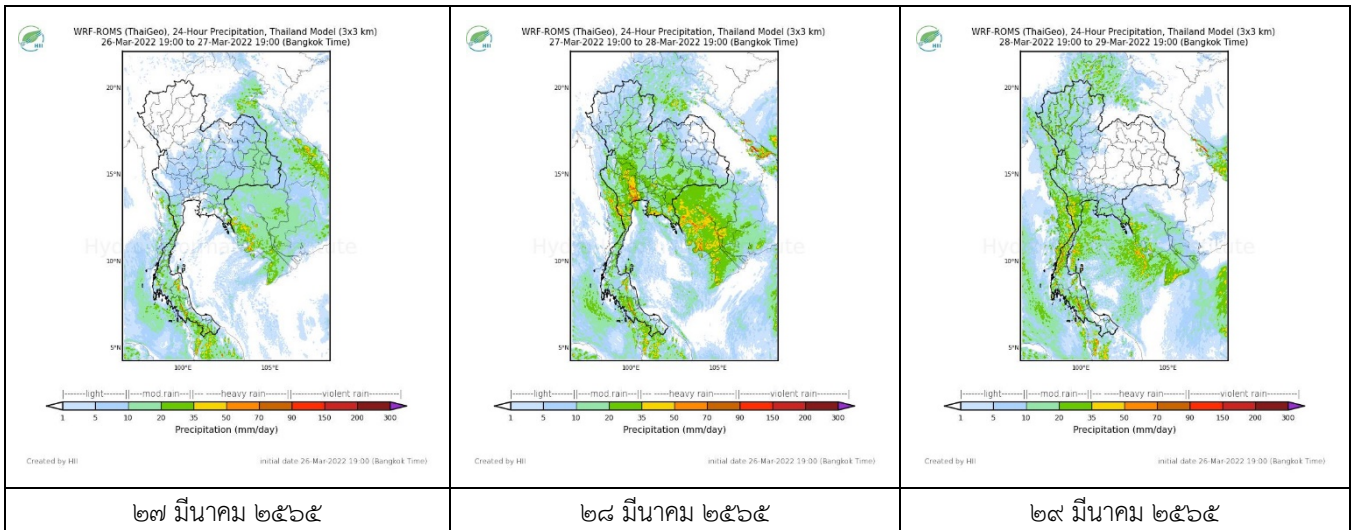 WRF-ROMS (ThaiGeo), 24-Hour Precipitation, Thailand Model (3x3 km)
26-Mar-2022 19:00 to 27-Mar-2022 19:00 (Bangkok Time)
20°N
15°N
10°N
5°N
100°E
105°E
|-------light-------||---mod.rain---||--- ----heavy rain----||------violent rain-------|
1 5 10 20 35 50 70 90 150 200 300
Precipitation (mm/day)
Created by HII
initial date 26-Mar-2022 19:00 (Bangkok Time)
๒๗ มีนาคม ๒๕๖๕
WRF-ROMS (ThaiGeo), 24-Hour Precipitation, Thailand Model (3x3 km)
27-Mar-2022 19:00 to 28-Mar-2022 19:00 (Bangkok Time)
20°N
15°N
10°N
5°N
100°E
105°E
|-------light-------||---mod.rain---||--- ----heavy rain----||------violent rain-------|
1 5 10 20 35 50 70 90 150 200 300
Precipitation (mm/day)
Created by HII
initial date 26-Mar-2022 19:00 (Bangkok Time)
๒๘ มีนาคม ๒๕๖๕
WRF-ROMS (ThaiGeo), 24-Hour Precipitation, Thailand Model (3x3 km)
28-Mar-2022 19:00 to 29-Mar-2022 19:00 (Bangkok Time)
20°N
15°N
10°N
5°N
100°E
105°E
|-------light-------||---mod.rain---||--- ----heavy rain----||------violent rain-------|
1 5 10 20 35 50 70 90 150 200 300
Precipitation (mm/day)
Created by HII
initial date 26-Mar-2022 19:00 (Bangkok Time)
๒๙ มีนาคม ๒๕๖๕